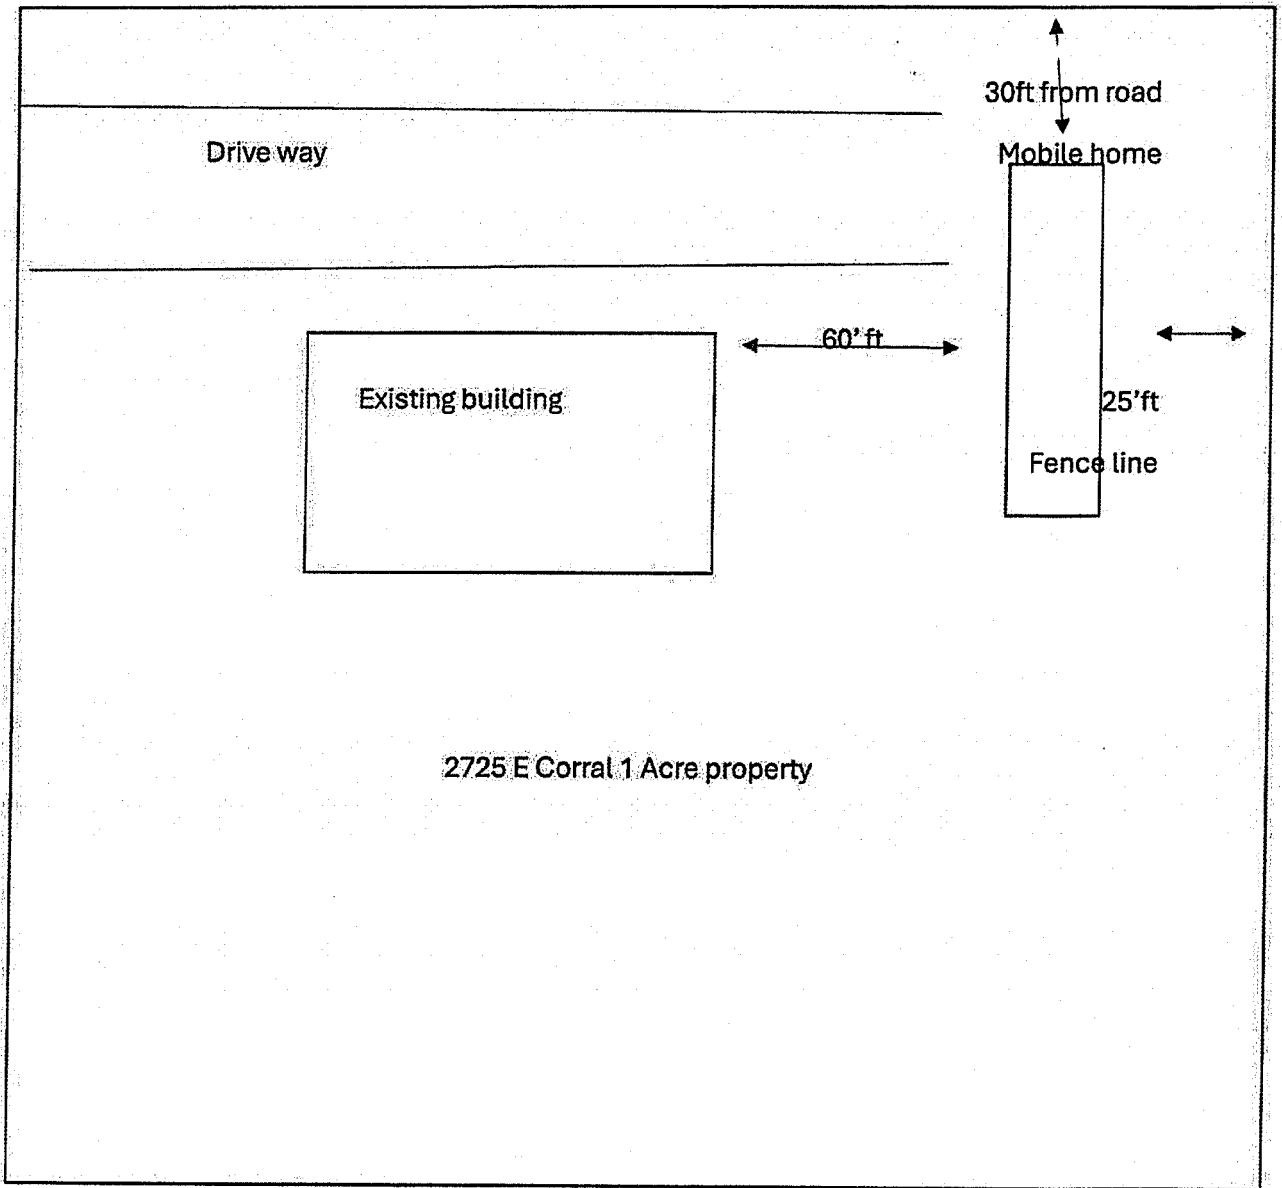 30ft from road
Drive way
Mobile home
60' ft
Existing building
25'ft
Fence line
2725 E Corral 1 Acre property